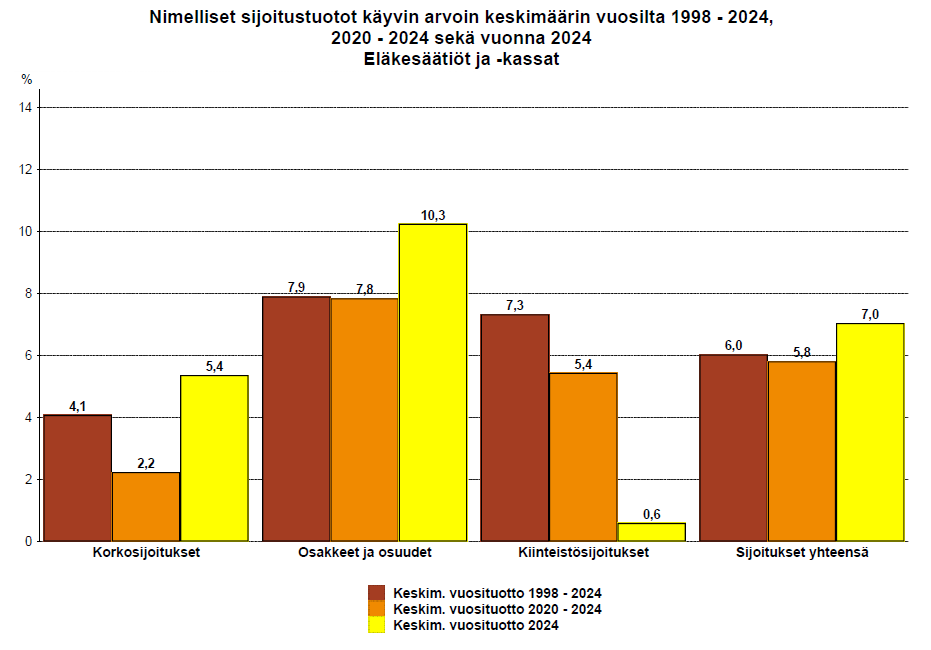 Nimelliset sijoitustuotot käyvin arvoin keskimäärin vuosilta 1998 - 2024,
2020 - 2024 sekä vuonna 2024
Eläkesäätiöt ja -kassat
%
14
12
10
8
6
4
2
0
4,1
2,2
5,4
7,9
7,8
10,3
7,3
5,4
0,6
6,0
5,8
7,0
Korkosijoitukset
Osakkeet ja osuudet
Kiinteistösijoitukset
Sijoitukset yhteensä
Keskim. vuosituotto 1998 - 2024
Keskim. vuosituotto 2020 - 2024
Keskim. vuosituotto 2024